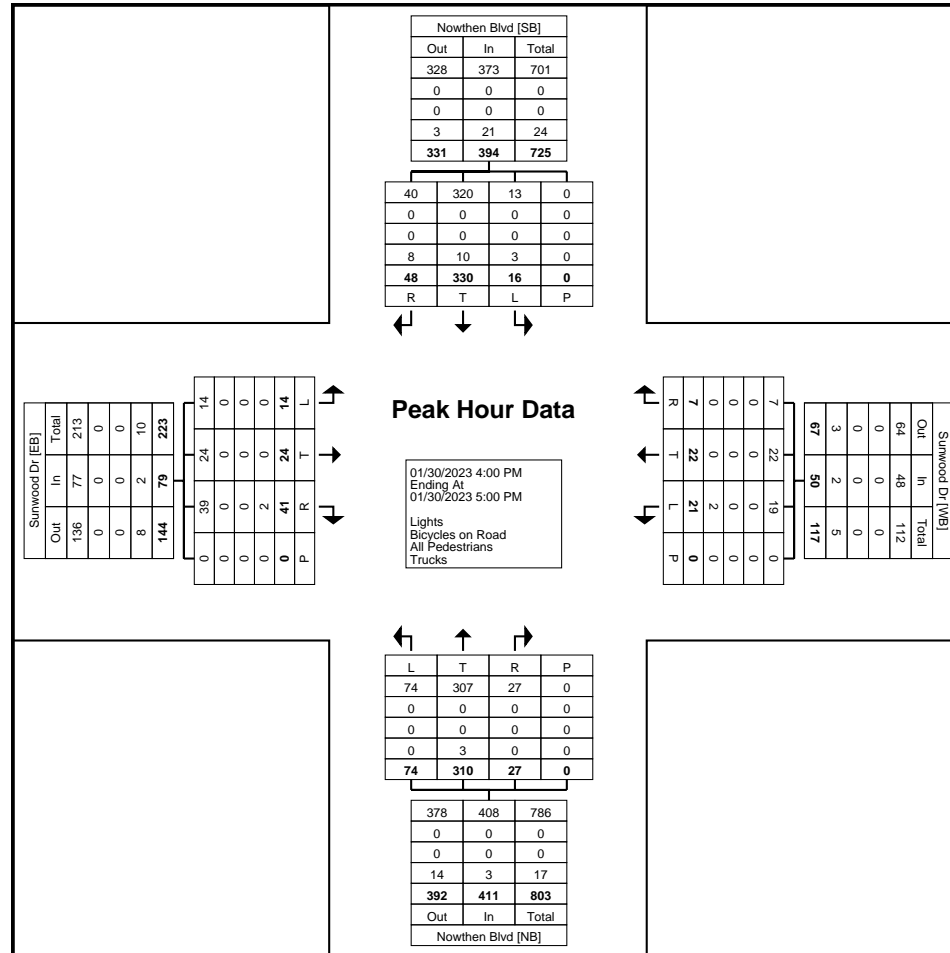 Nowthen Blvd [SB]
Out In Total
328 373 701
0 0 0
0 0 0
3 21 24
331 394 725
40 320 13 0
0 0 0 0
0 0 0 0
8 10 3 0
48 330 16 0
R T L P
Sunwood Dr [EB]
Total In Out
213 77 136
0 0 0
0 0 0
10 2 8
223 79 144
14 24 39 0
0 0 0 0
0 0 0 0
0 0 2 0
14 24 41 0
L T R P
Peak Hour Data
01/30/2023 4:00 PM
Ending At
01/30/2023 5:00 PM
Lights
Bicycles on Road
All Pedestrians
Trucks
R T L P
7 22 21 0
0 0 2 0
0 0 0 0
0 0 0 0
7 22 19 0
Sunwood Dr [WB]
Out In Total
64 48 112
0 0 0
0 0 0
3 2 5
67 50 117
L T R P
74 307 27 0
0 0 0 0
0 0 0 0
0 3 0 0
74 310 27 0
378 408 786
0 0 0
0 0 0
14 3 17
392 411 803
Out In Total
Nowthen Blvd [NB]